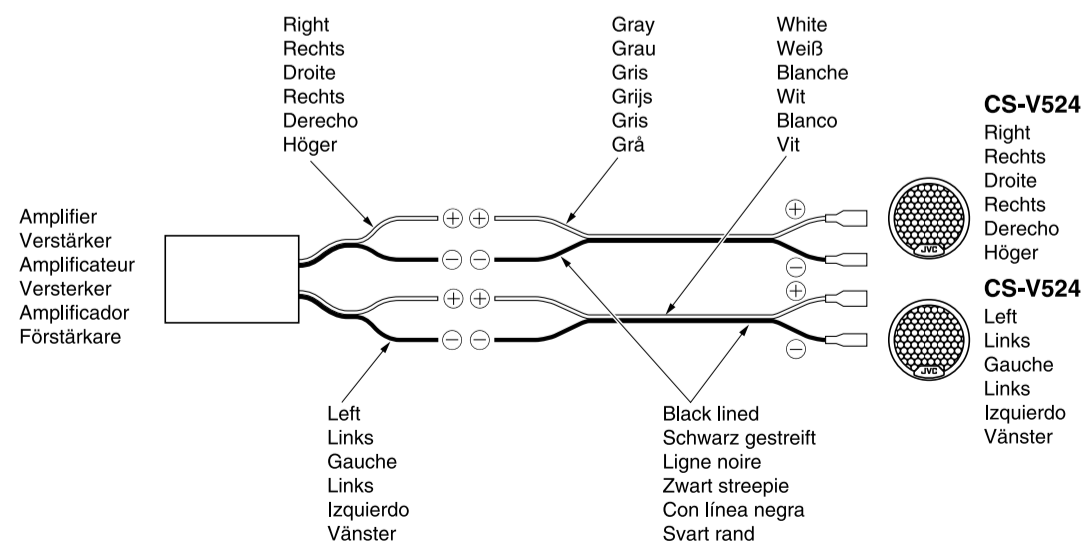 Right
Rechts
Droite
Rechts
Derecho
Höger
Gray
Grau
Gris
Grijs
Gris
Grå
White
Weiß
Blanche
Wit
Blanco
Vit
CS-V524
Right
Rechts
Droite
Rechts
Derecho
Höger
Amplifier
Verstärker
Amplificateur
Versterker
Amplificador
Förstärkare
+ +
- -
+ +
- -
+
-
+
-
JVC
JVC
CS-V524
Left
Links
Gauche
Links
Izquierdo
Vänster
Left
Links
Gauche
Links
Izquierdo
Vänster
Black lined
Schwarz gestreift
Ligne noire
Zwart streepie
Con línea negra
Svart rand